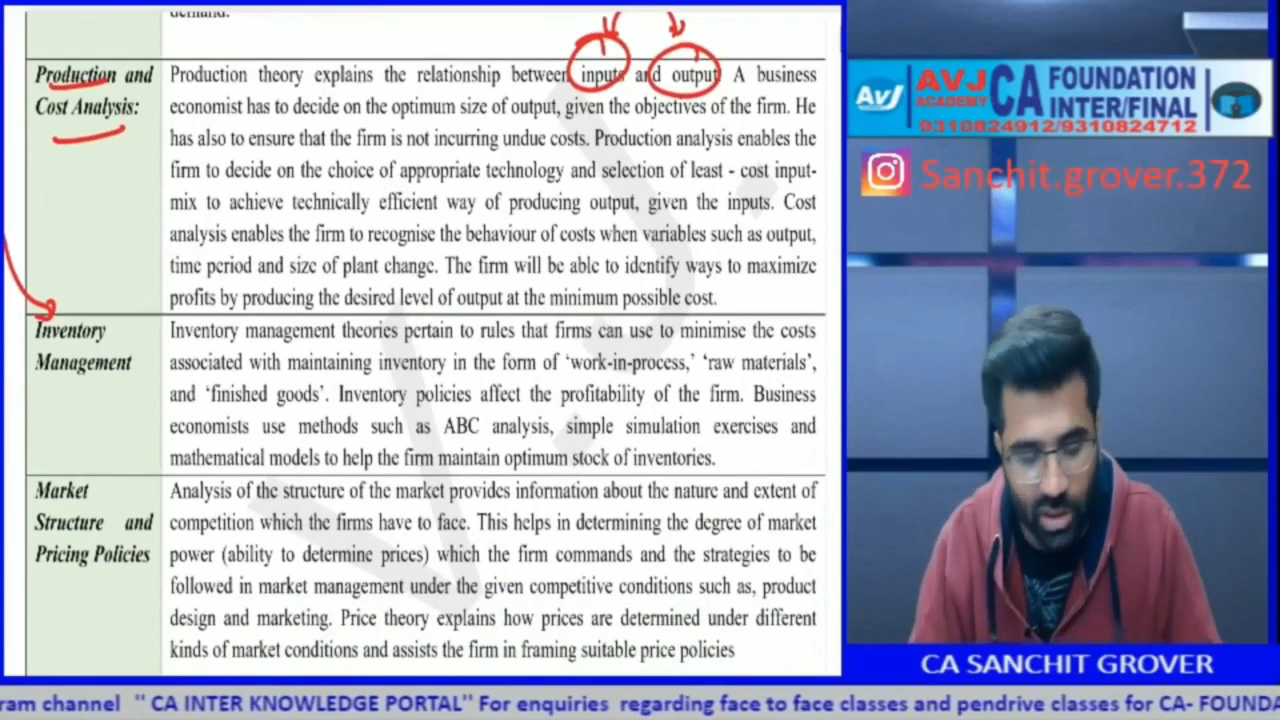 demand.
Production and
Cost Analysis:
Production theory explains the relationship between inputs and output. A business
economist has to decide on the optimum size of output, given the objectives of the firm. He
has also to ensure that the firm is not incurring undue costs. Production analysis enables the
firm to decide on the choice of appropriate technology and selection of least - cost input-
mix to achieve technically efficient way of producing output, given the inputs. Cost
analysis enables the firm to recognise the behaviour of costs when variables such as output,
time period and size of plant change. The firm will be able to identify ways to maximize
profits by producing the desired level of output at the minimum possible cost.
Inventory
Management
Inventory management theories pertain to rules that firms can use to minimise the costs
associated with maintaining inventory in the form of ‘work-in-process,’ ‘raw materials’,
and ‘finished goods’. Inventory policies affect the profitability of the firm. Business
economists use methods such as ABC analysis, simple simulation exercises and
mathematical models to help the firm maintain optimum stock of inventories.
Market
Structure and
Pricing Policies
Analysis of the structure of the market provides information about the nature and extent of
competition which the firms have to face. This helps in determining the degree of market
power (ability to determine prices) which the firm commands and the strategies to be
followed in market management under the given competitive conditions such as, product
design and marketing. Price theory explains how prices are determined under different
kinds of market conditions and assists the firm in framing suitable price policies
V.J.
AVJ
AVJ
ACADEMY
CA
FOUNDATION
INTER/FINAL
9310824912/9310824712
Sanchit.grover.372
CA SANCHIT GROVER
ram channel " CA INTER KNOWLEDGE PORTAL" For enquiries regarding face to face classes and pendrive classes for CA- FOUNDA